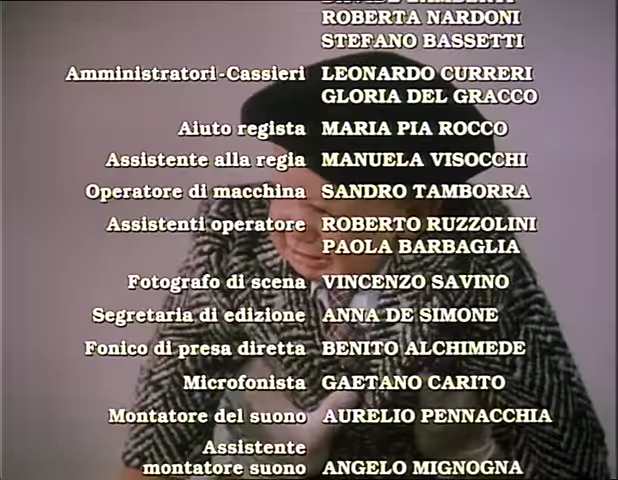 ROBERTA NARDONI
STEFANO BASSETTI
Amministratori-Cassieri LEONARDO CURRERI
GLORIA DEL GRACCO
Aiuto regista MARIA PIA ROCCO
Assistente alla regia MANUELA VISOCCHI
Operatore di macchina SANDRO TAMBORRA
Assistenti operatore ROBERTO RUZZOLINI
PAOLA BARBAGLIA
Fotografo di scena VINCENZO SAVINO
Segretaria di edizione ANNA DE SIMONE
Fonico di presa diretta BENITO ALCHIMEDE
Microfonista GAETANO CARITO
Montatore del suono AURELIO PENNACCHIA
Assistente
montatore suono ANGELO MIGNOGNA